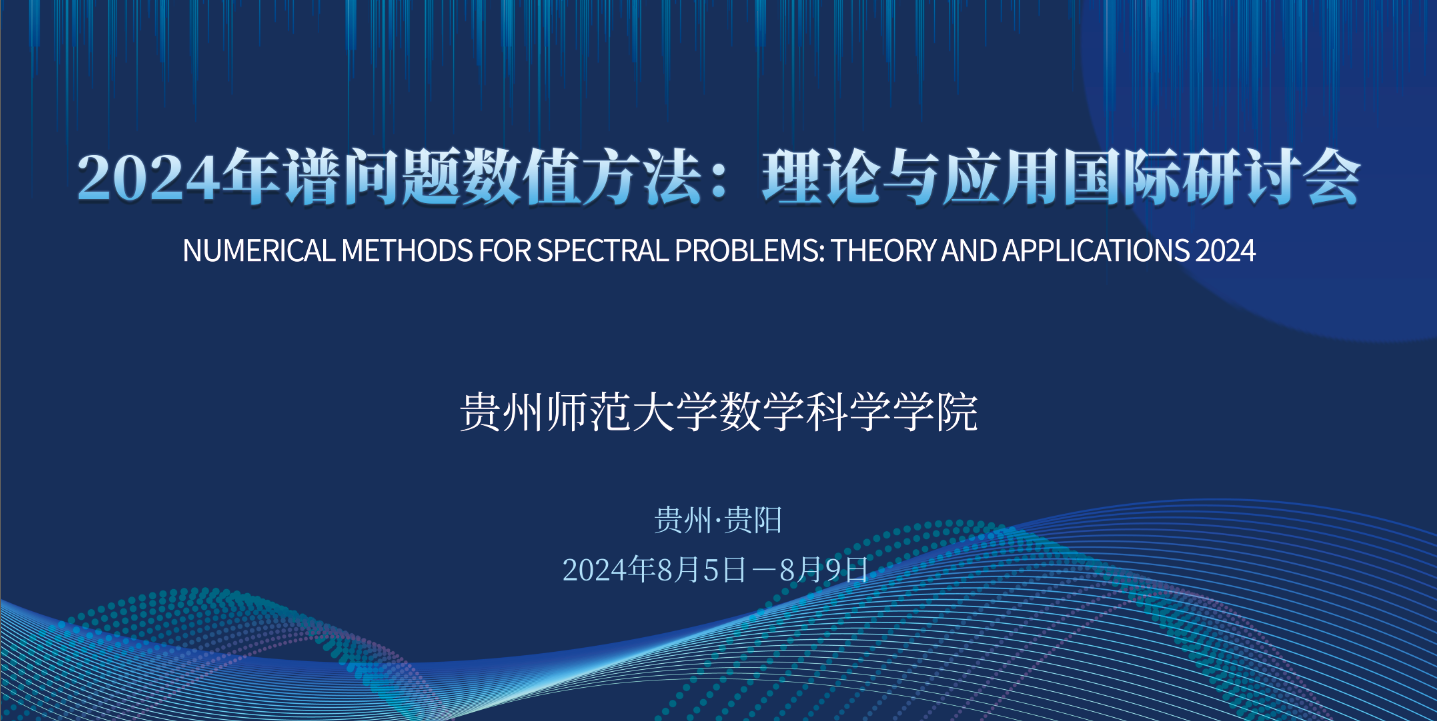 2024年谱问题数值方法：理论与应用国际研讨会
NUMERICAL METHODS FOR SPECTRAL PROBLEMS: THEORY AND APPLICATIONS 2024
贵州师范大学数学科学学院
贵州·贵阳
2024年8月5日－8月9日